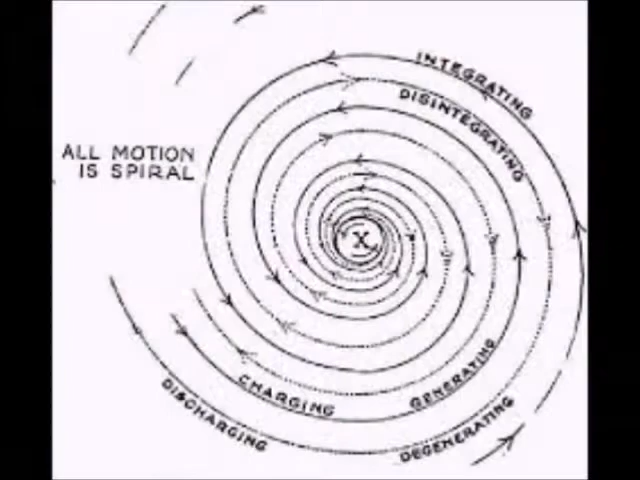 INTEGRATING
DISINTEGRATING
ALL MOTION
IS SPIRAL
X
CHARGING
GENERATING
DISCHARGING
DEGENERATING